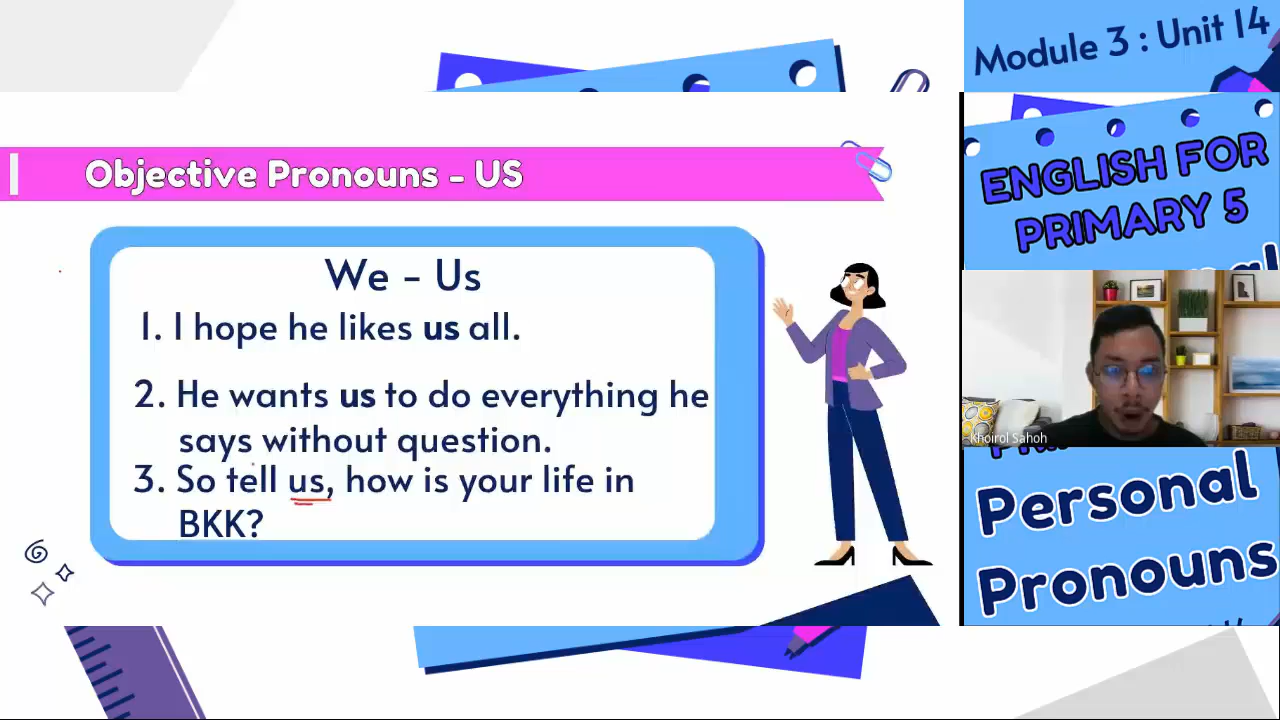 Module 3 : Unit 14
ENGLISH FOR
PRIMARY 5
Objective Pronouns - US
We - Us
1. I hope he likes us all.
2. He wants us to do everything he
says without question.
3. So tell us, how is your life in
BKK?
Khoirol Sahoh
Personal
Pronouns